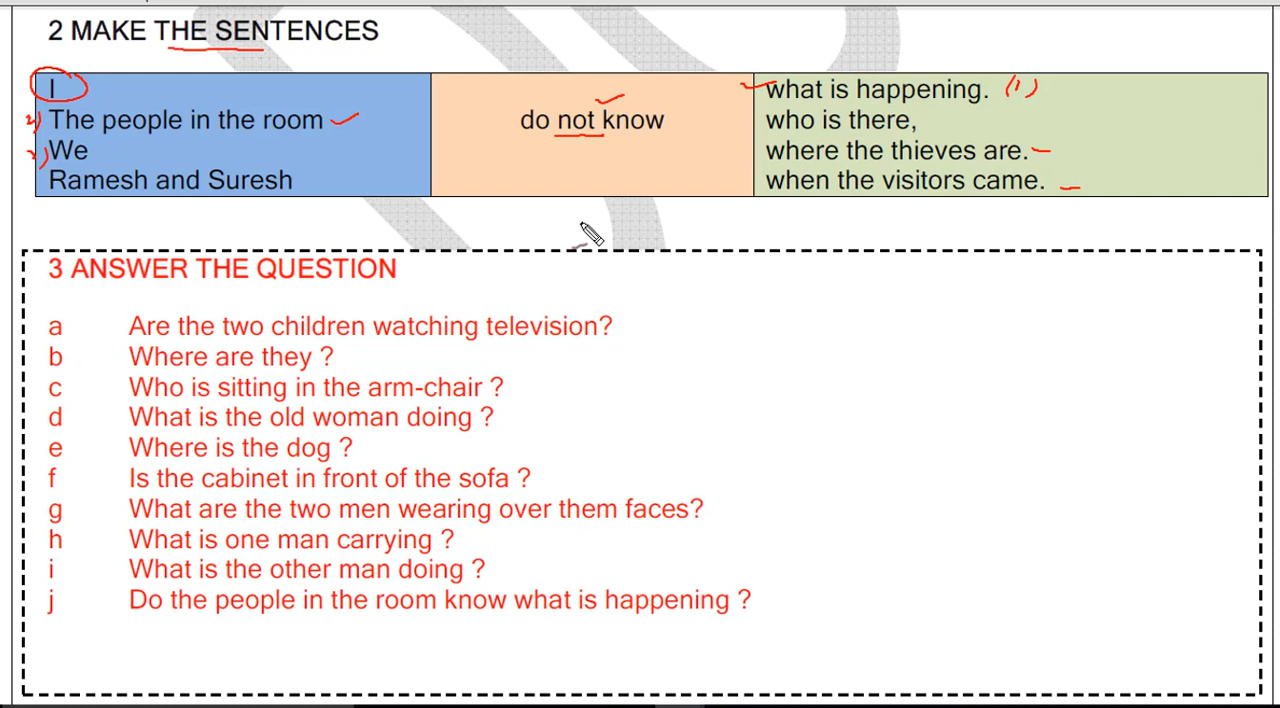 2 MAKE THE SENTENCES
I do not know what is happening. (1)
The people in the room who is there,
We where the thieves are.
Ramesh and Suresh when the visitors came.
3 ANSWER THE QUESTION
a Are the two children watching television?
b Where are they ?
c Who is sitting in the arm-chair ?
d What is the old woman doing ?
e Where is the dog ?
f Is the cabinet in front of the sofa ?
g What are the two men wearing over them faces?
h What is one man carrying ?
i What is the other man doing ?
j Do the people in the room know what is happening ?